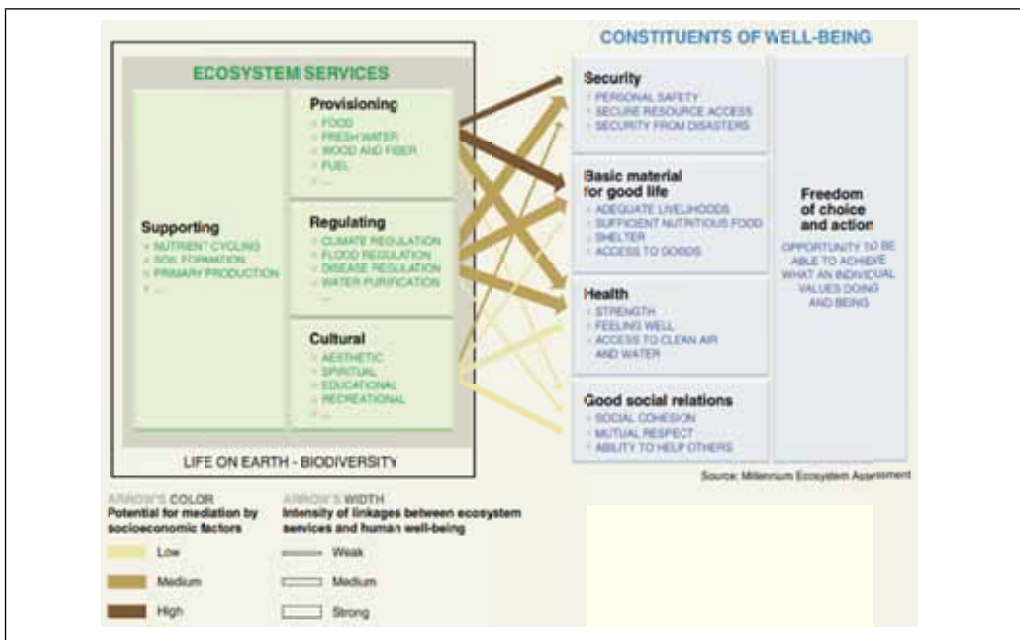 CONSTITUENTS OF WELL-BEING
ECOSYSTEM SERVICES
Supporting
NUTRIENT CYCLING
SOIL FORMATION
PRIMARY PRODUCTION
...
Provisioning
FOOD
FRESH WATER
WOOD AND FIBER
FUEL
...
Regulating
CLIMATE REGULATION
FLOOD REGULATION
DISEASE REGULATION
WATER PURIFICATION
...
Cultural
AESTHETIC
SPIRITUAL
EDUCATIONAL
RECREATIONAL
...
LIFE ON EARTH - BIODIVERSITY
Security
PERSONAL SAFETY
SECURE RESOURCE ACCESS
SECURITY FROM DISASTERS
Basic material
for good life
ADEQUATE LIVELIHOODS
SUFFICIENT NUTRITIOUS FOOD
SHELTER
ACCESS TO GOODS
Health
STRENGTH
FEELING WELL
ACCESS TO CLEAN AIR
AND WATER
Good social relations
SOCIAL COHESION
MUTUAL RESPECT
ABILITY TO HELP OTHERS
Freedom
of choice
and action
OPPORTUNITY TO BE
ABLE TO ACHIEVE
WHAT AN INDIVIDUAL
VALUES DOING
AND BEING
Source: Millennium Ecosystem Assessment
ARROW'S COLOR
Potential for mediation by
socioeconomic factors
Low
Medium
High
ARROW'S WIDTH
Intensity of linkages between ecosystem
services and human well-being
Weak
Medium
Strong